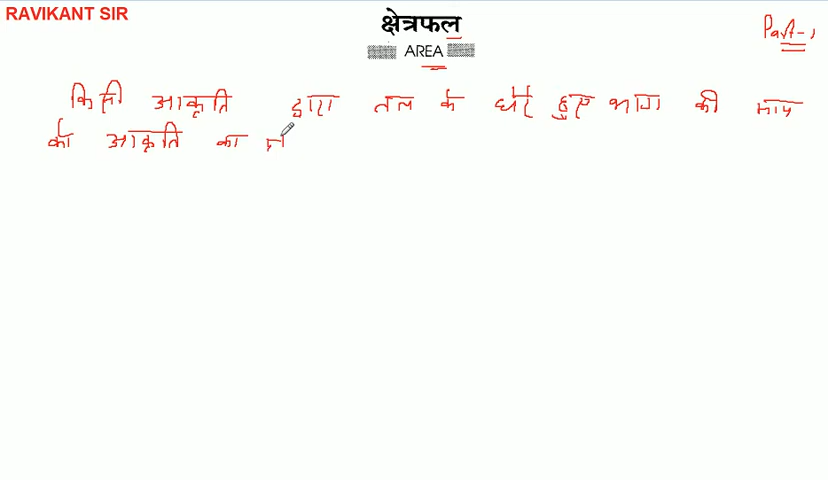 RAVIKANT SIR
क्षेत्रफल
AREA
Part-1
किसी आकृति द्वारा तल के घेरे हुए भाग की माप
को आकृति का